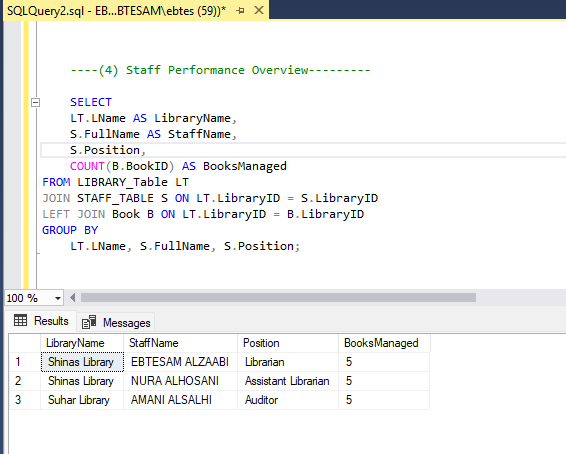 SQLQuery2.sql - EB...BTESAM\ebtes (59))*
----(4) Staff Performance Overview---------
SELECT
LT.LName AS LibraryName,
S.FullName AS StaffName,
S.Position,
COUNT(B.BookID) AS BooksManaged
FROM LIBRARY_Table LT
JOIN STAFF_TABLE S ON LT.LibraryID = S.LibraryID
LEFT JOIN Book B ON LT.LibraryID = B.LibraryID
GROUP BY
LT.LName, S.FullName, S.Position;
100 %
Results Messages
LibraryName StaffName Position BooksManaged
1 Shinas Library EBTESAM ALZAABI Librarian 5
2 Shinas Library NURA ALHOSANI Assistant Librarian 5
3 Suhar Library AMANI ALSALHI Auditor 5